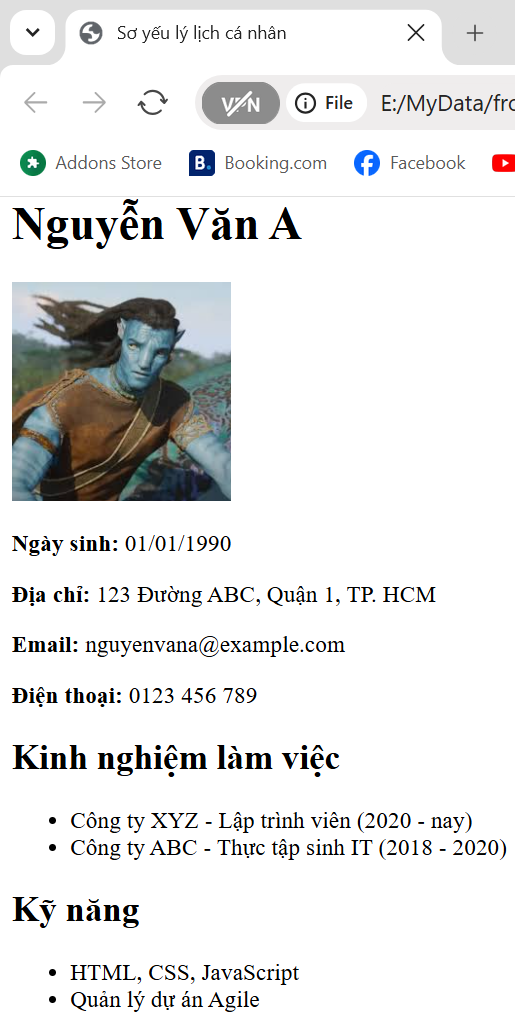 Sơ yếu lý lịch cá nhân
VPN File E:/MyData/fro
Addons Store Booking.com Facebook
Nguyễn Văn A
Ngày sinh: 01/01/1990
Địa chỉ: 123 Đường ABC, Quận 1, TP. HCM
Email: nguyenvana@example.com
Điện thoại: 0123 456 789
Kinh nghiệm làm việc
• Công ty XYZ - Lập trình viên (2020 - nay)
• Công ty ABC - Thực tập sinh IT (2018 - 2020)
Kỹ năng
• HTML, CSS, JavaScript
• Quản lý dự án Agile